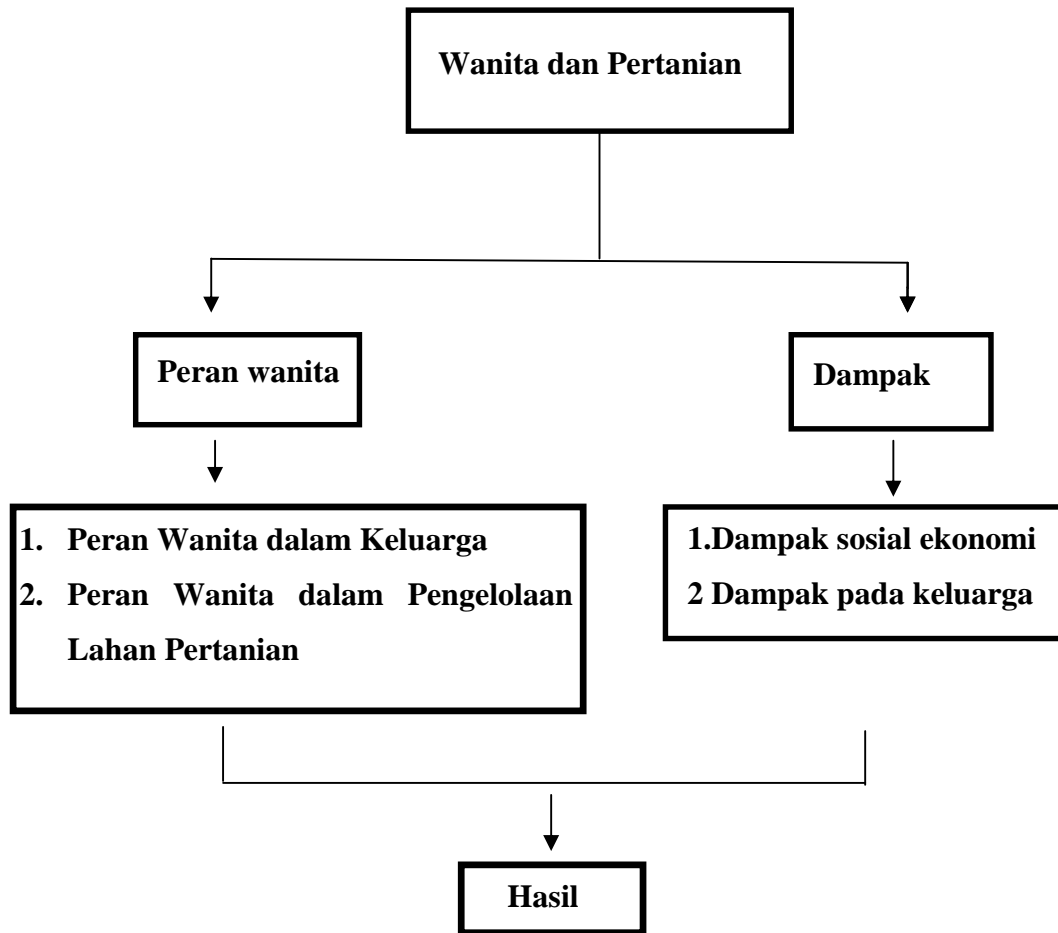 Wanita dan Pertanian
Peran wanita
Dampak
1. Peran Wanita dalam Keluarga
2. Peran Wanita dalam Pengelolaan
Lahan Pertanian
1.Dampak sosial ekonomi
2 Dampak pada keluarga
Hasil